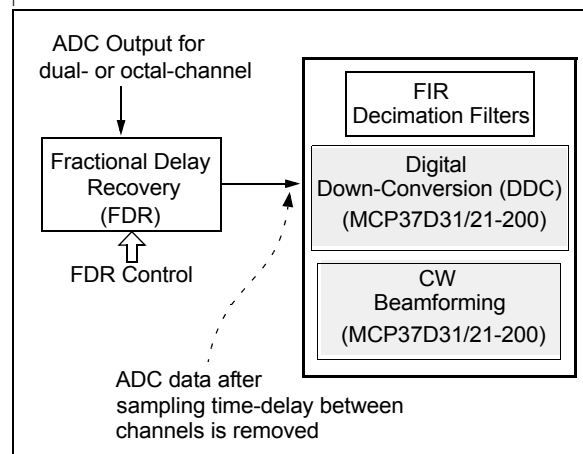 ADC Output for
dual- or octal-channel
Fractional Delay
Recovery
(FDR)
FDR Control
FIR
Decimation Filters
Digital
Down-Conversion (DDC)
(MCP37D31/21-200)
CW
Beamforming
(MCP37D31/21-200)
ADC data after
sampling time-delay between
channels is removed